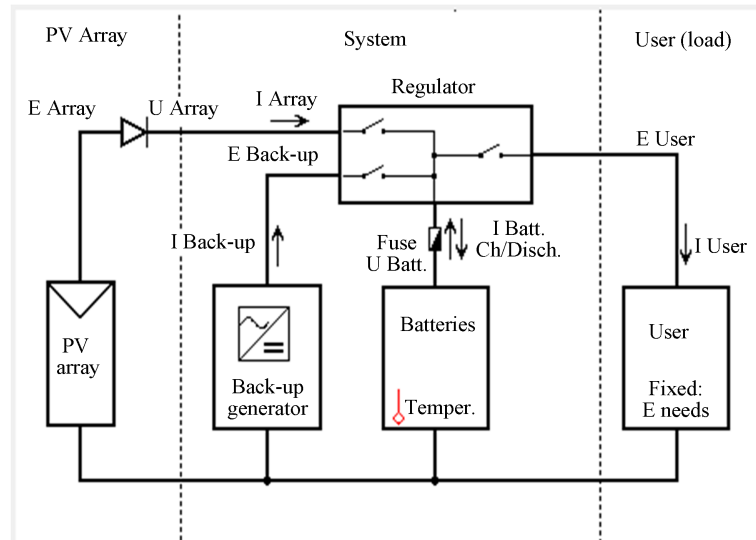 PV Array
System
User (load)
Regulator
E Array
U Array
I Array
E User
E Back-up
I Back-up
Fuse
U Batt.
I Batt.
Ch/Disch.
I User
PV
array
Back-up
generator
Batteries
Temper.
User
Fixed:
E needs